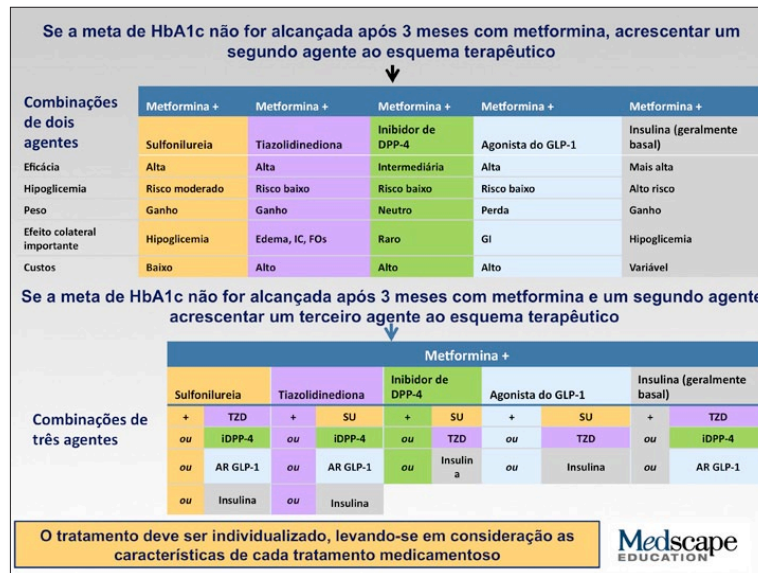 Se a meta de HbA1c não for alcançada após 3 meses com metformina, acrescentar um
segundo agente ao esquema terapêutico
Combinações de dois agentes
Metformina + Metformina + Metformina + Metformina + Metformina +
Sulfonilureia Tiazolidinediona Inibidor de DPP-4 Agonista do GLP-1 Insulina (geralmente basal)
Eficácia Alta Alta Intermediária Alta Mais alta
Hipoglicemia Risco moderado Risco baixo Risco baixo Risco baixo Alto risco
Peso Ganho Ganho Neutro Perda Ganho
Efeito colateral importante Hipoglicemia Edema, IC, FOs Raro GI Hipoglicemia
Custos Baixo Alto Alto Alto Variável
Se a meta de HbA1c não for alcançada após 3 meses com metformina e um segundo agente
acrescentar um terceiro agente ao esquema terapêutico
Metformina +
Sulfonilureia Tiazolidinediona Inibidor de DPP-4 Agonista do GLP-1 Insulina (geralmente basal)
Combinações de três agentes
+ TZD + SU + SU + SU + TZD
ou iDPP-4 ou iDPP-4 ou TZD ou TZD ou iDPP-4
ou AR GLP-1 ou AR GLP-1 ou Insulina ou Insulina ou AR GLP-1
ou Insulina ou Insulina
O tratamento deve ser individualizado, levando-se em consideração as
características de cada tratamento medicamentoso
Medscape
EDUCATION